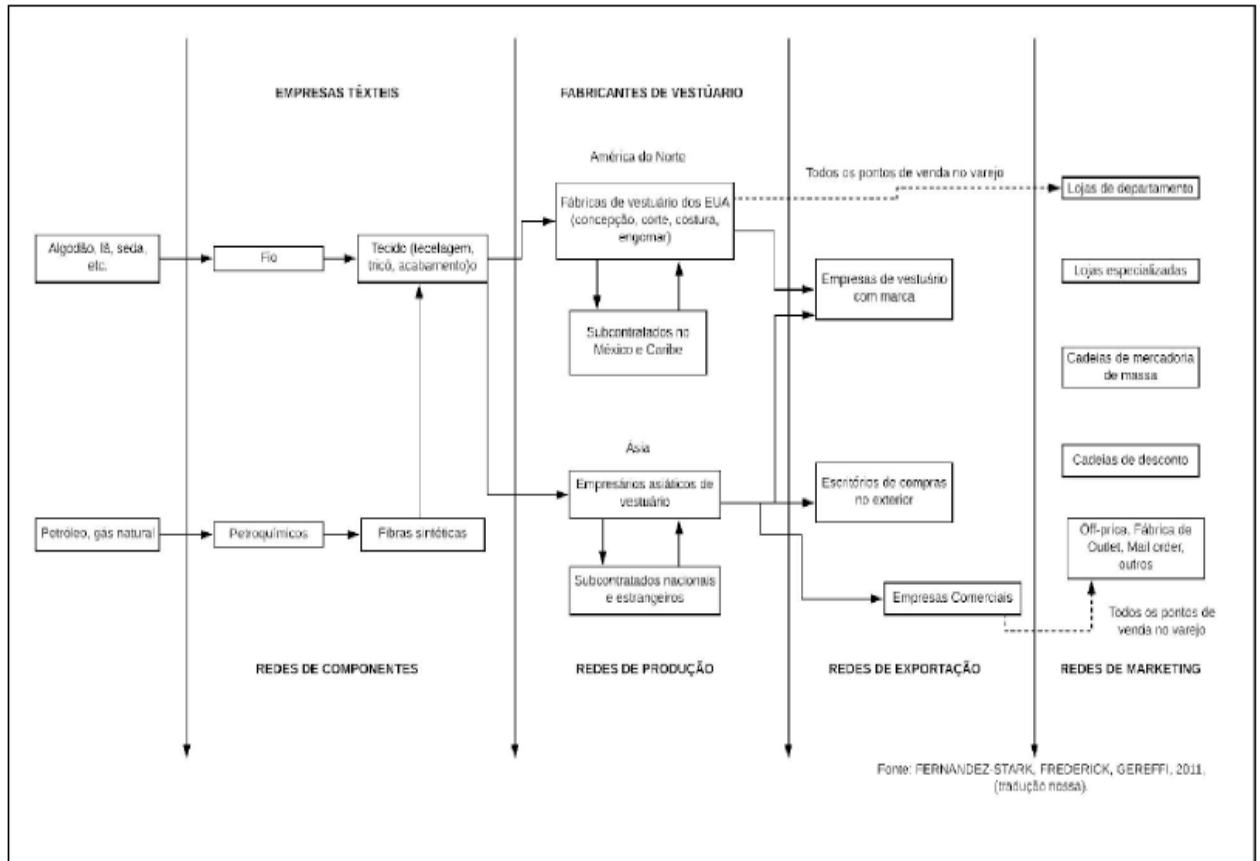 EMPRESAS TÊXTEIS
FABRICANTES DE VESTÚARIO
América do Norte
Todos os pontos de venda no varejo
Lojas de departamento
Fábricas de vestuário dos EUA
(concepção, corte, costura,
engomar)
Algodão, lã, seda,
etc.
Fio
Tecido (tecelagem,
tricô, acabamento)o
Empresas de vestuário
com marca
Lojas especializadas
Subcontratados no
México e Caribe
Cadeias de mercadoria
de massa
Ásia
Empresários asiáticos de
vestuário
Escritórios de compras
no exterior
Cadeias de desconto
Petróleo, gás natural
Petroquímicos
Fibras sintéticas
Off-price, Fábrica de
Outlet, Mail order,
outros
Subcontratados nacionais
e estrangeiros
Empresas Comerciais
Todos os pontos de
venda no varejo
REDES DE COMPONENTES
REDES DE PRODUÇÃO
REDES DE EXPORTAÇÃO
REDES DE MARKETING
Fonte: FERNANDEZ-STARK, FREDERICK, GEREFFI, 2011,
(tradução nossa).